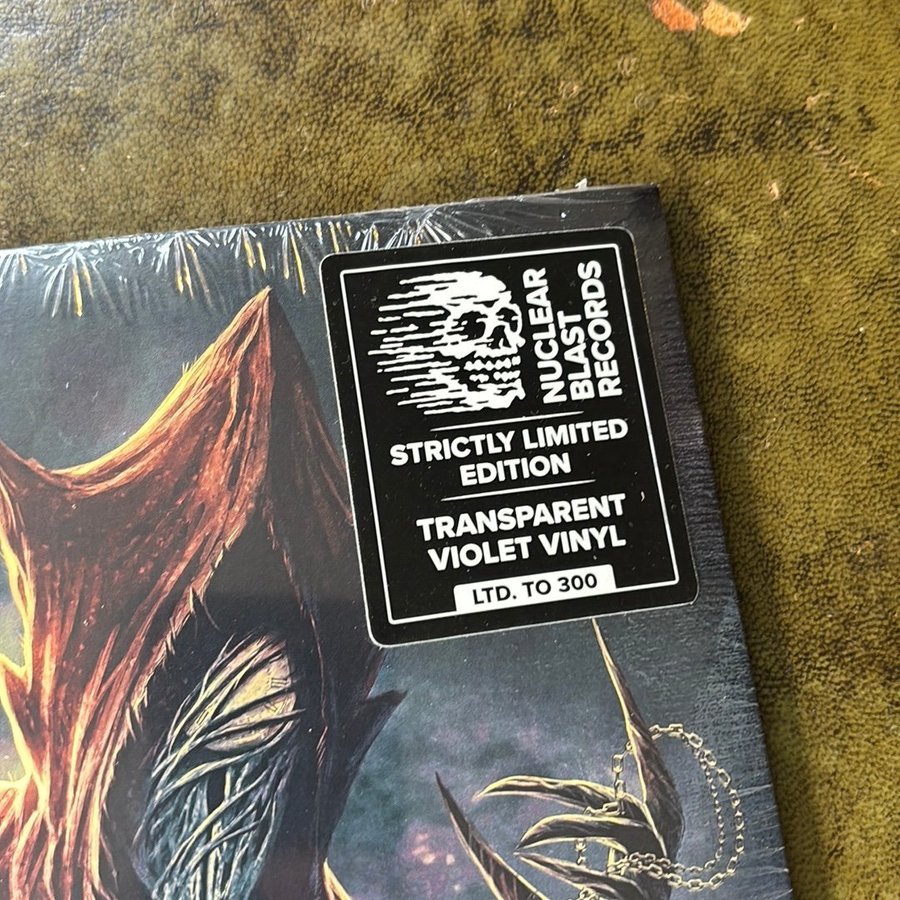 NUCLEAR
BLAST
RECORDS
STRICTLY LIMITED
EDITION
TRANSPARENT
VIOLET VINYL
LTD. TO 300